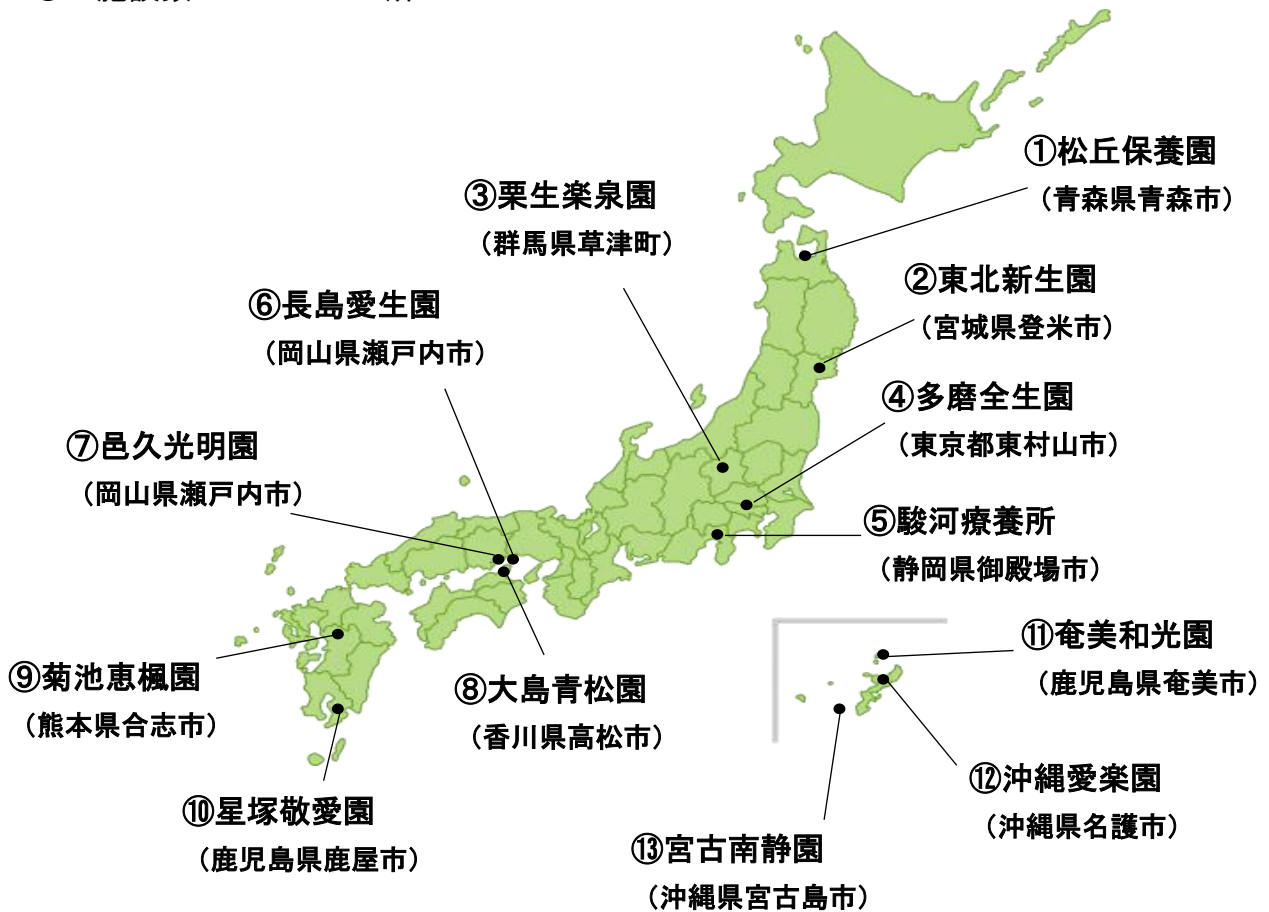 ①松丘保養園
（青森県青森市）
②東北新生園
（宮城県登米市）
③栗生楽泉園
（群馬県草津町）
④多磨全生園
（東京都東村山市）
⑤駿河療養所
（静岡県御殿場市）
⑥長島愛生園
（岡山県瀬戸内市）
⑦邑久光明園
（岡山県瀬戸内市）
⑧大島青松園
（香川県高松市）
⑨菊池恵楓園
（熊本県合志市）
⑩星塚敬愛園
（鹿児島県鹿屋市）
⑪奄美和光園
（鹿児島県奄美市）
⑫沖縄愛楽園
（沖縄県名護市）
⑬宮古南静園
（沖縄県宮古島市）